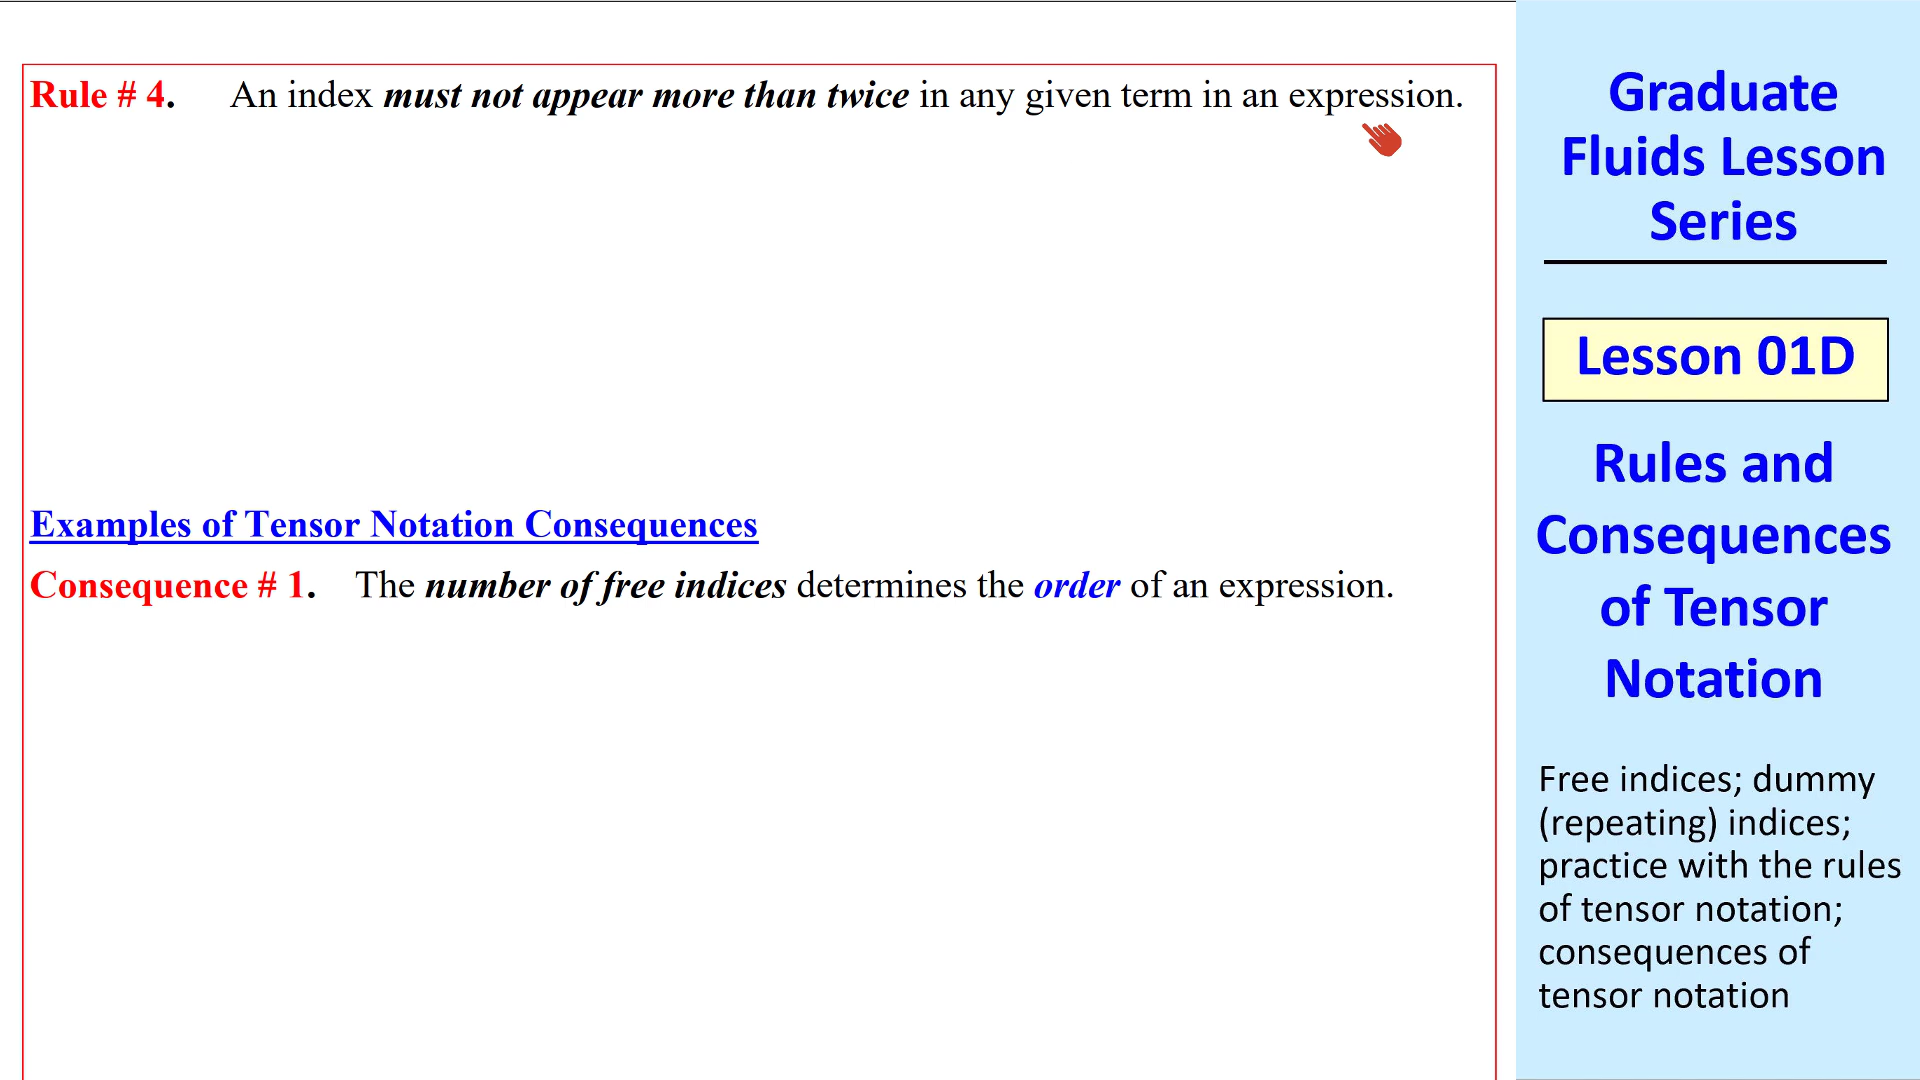 Rule # 4. An index must not appear more than twice in any given term in an expression.
Examples of Tensor Notation Consequences
Consequence # 1. The number of free indices determines the order of an expression.
Graduate
Fluids Lesson
Series
Lesson 01D
Rules and
Consequences
of Tensor
Notation
Free indices; dummy
(repeating) indices;
practice with the rules
of tensor notation;
consequences of
tensor notation